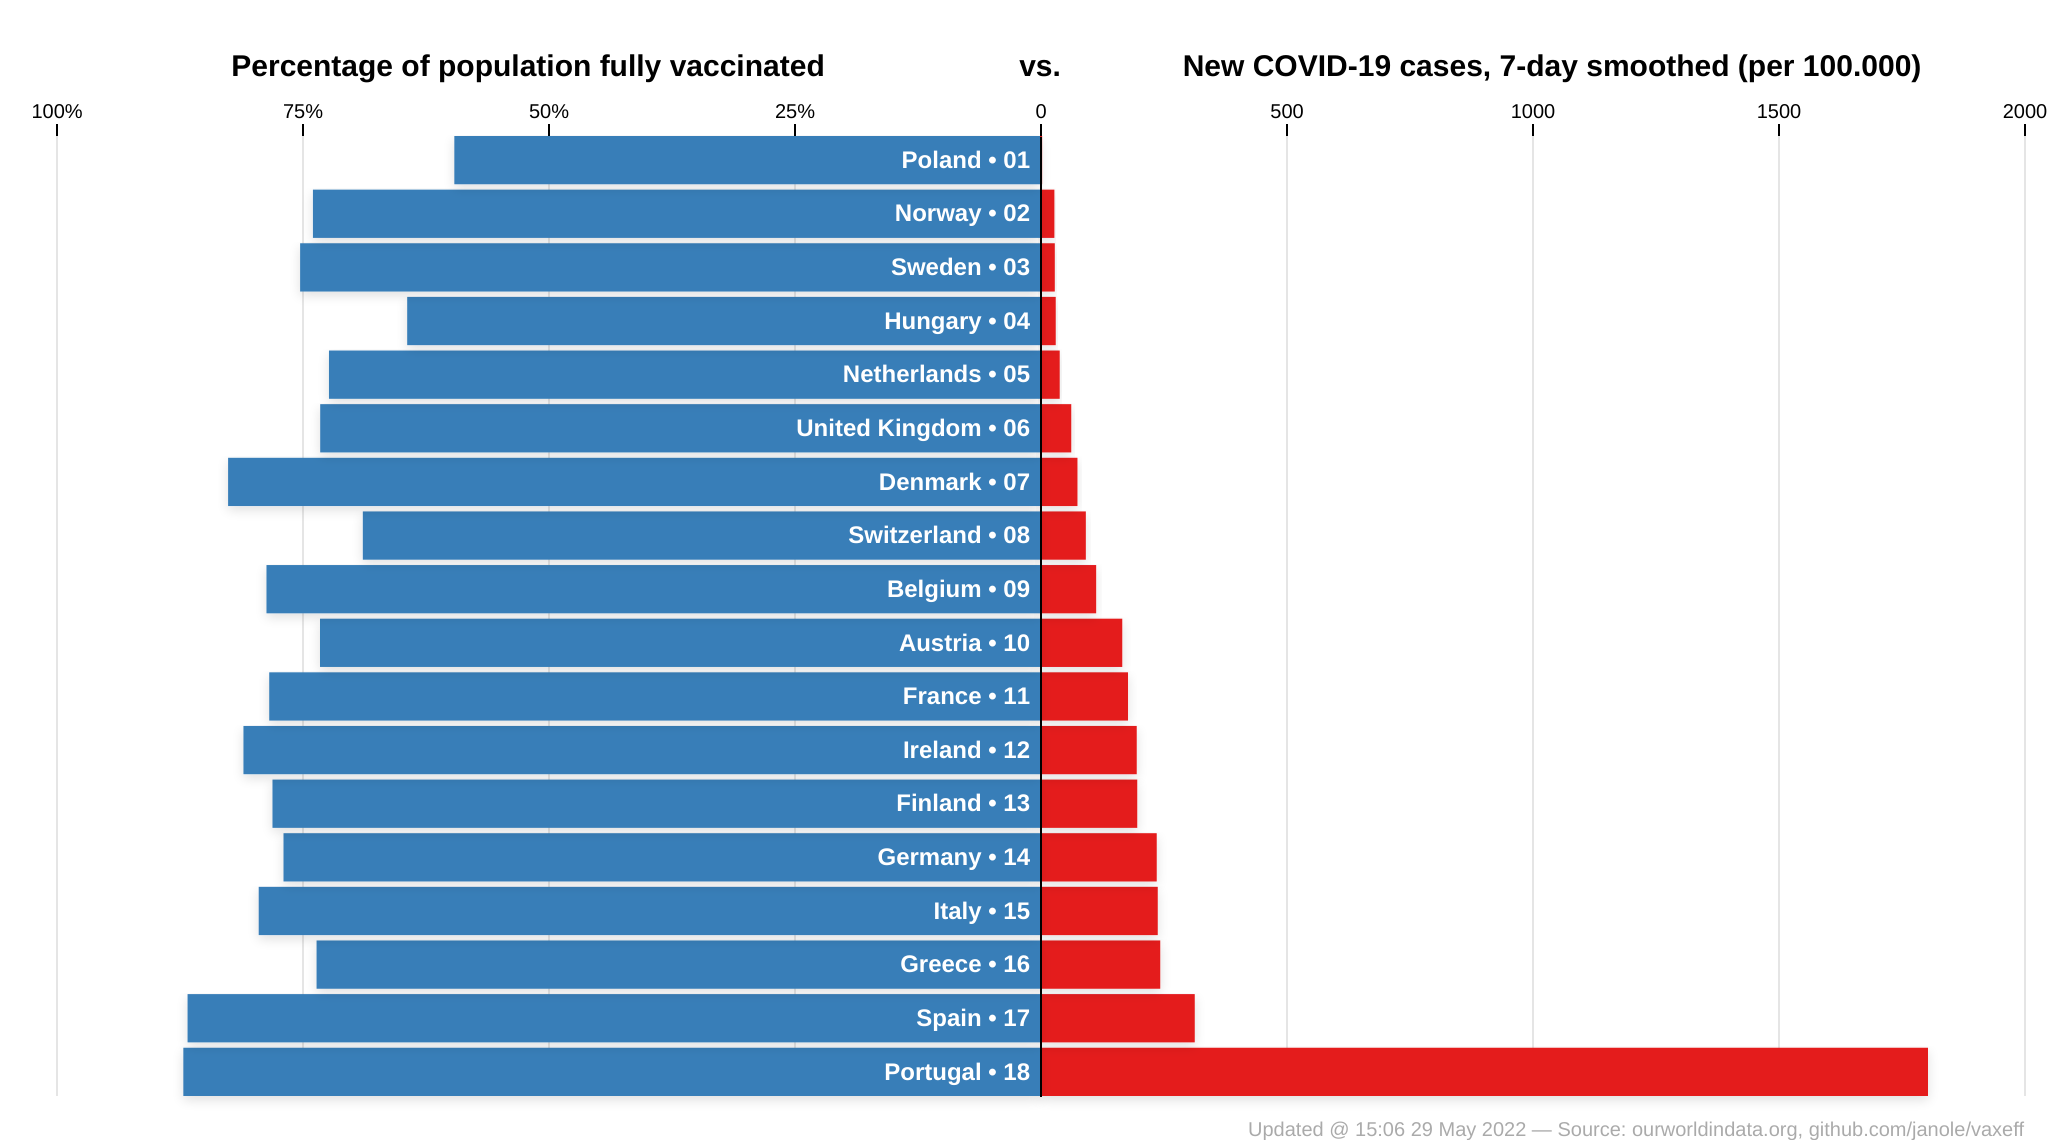 Percentage of population fully vaccinated vs. New COVID-19 cases, 7-day smoothed (per 100.000)
100% 75% 50% 25% 0 500 1000 1500 2000
Poland • 01
Norway • 02
Sweden • 03
Hungary • 04
Netherlands • 05
United Kingdom • 06
Denmark • 07
Switzerland • 08
Belgium • 09
Austria • 10
France • 11
Ireland • 12
Finland • 13
Germany • 14
Italy • 15
Greece • 16
Spain • 17
Portugal • 18
Updated @ 15:06 29 May 2022 — Source: ourworldindata.org, github.com/janole/vaxeff